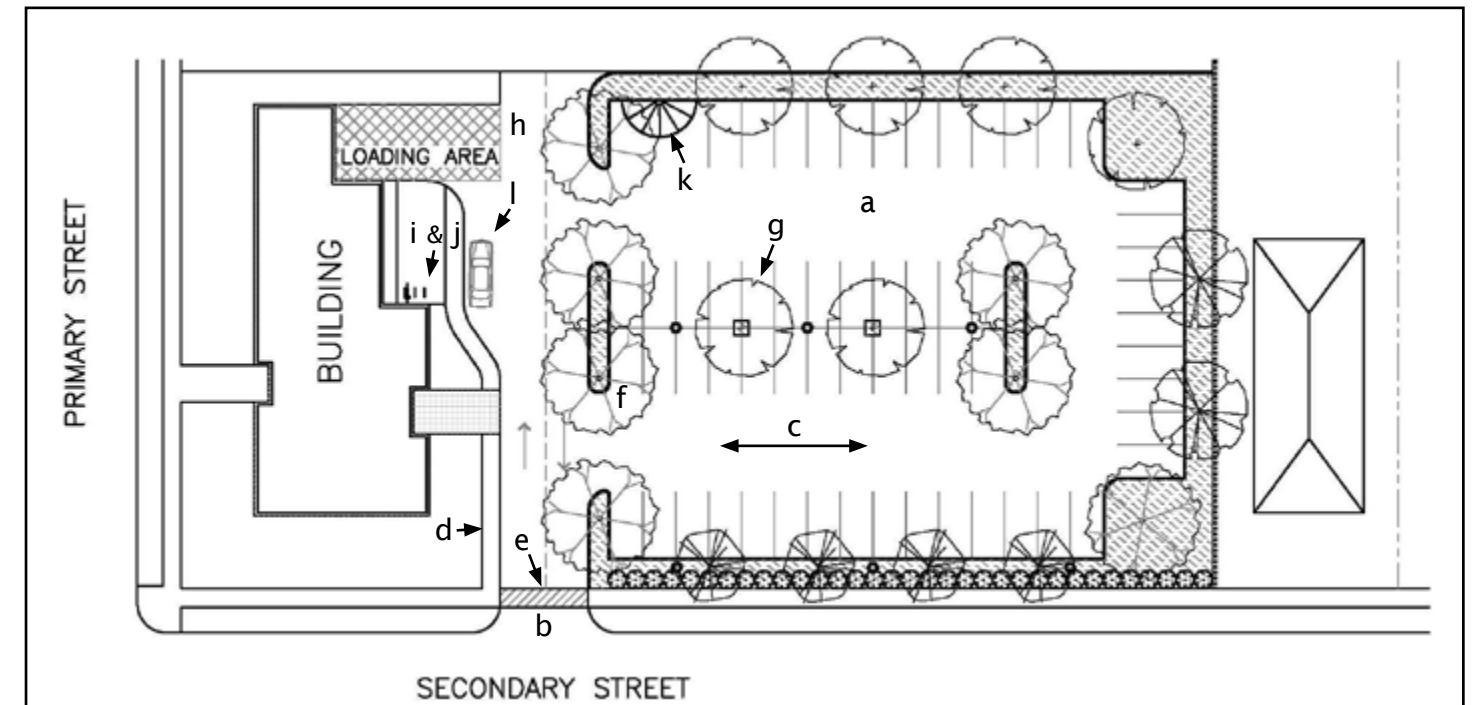 h
LOADING AREA
k
l
a
i & j
g
PRIMARY STREET
BUILDING
f
c
d
e
b
SECONDARY STREET